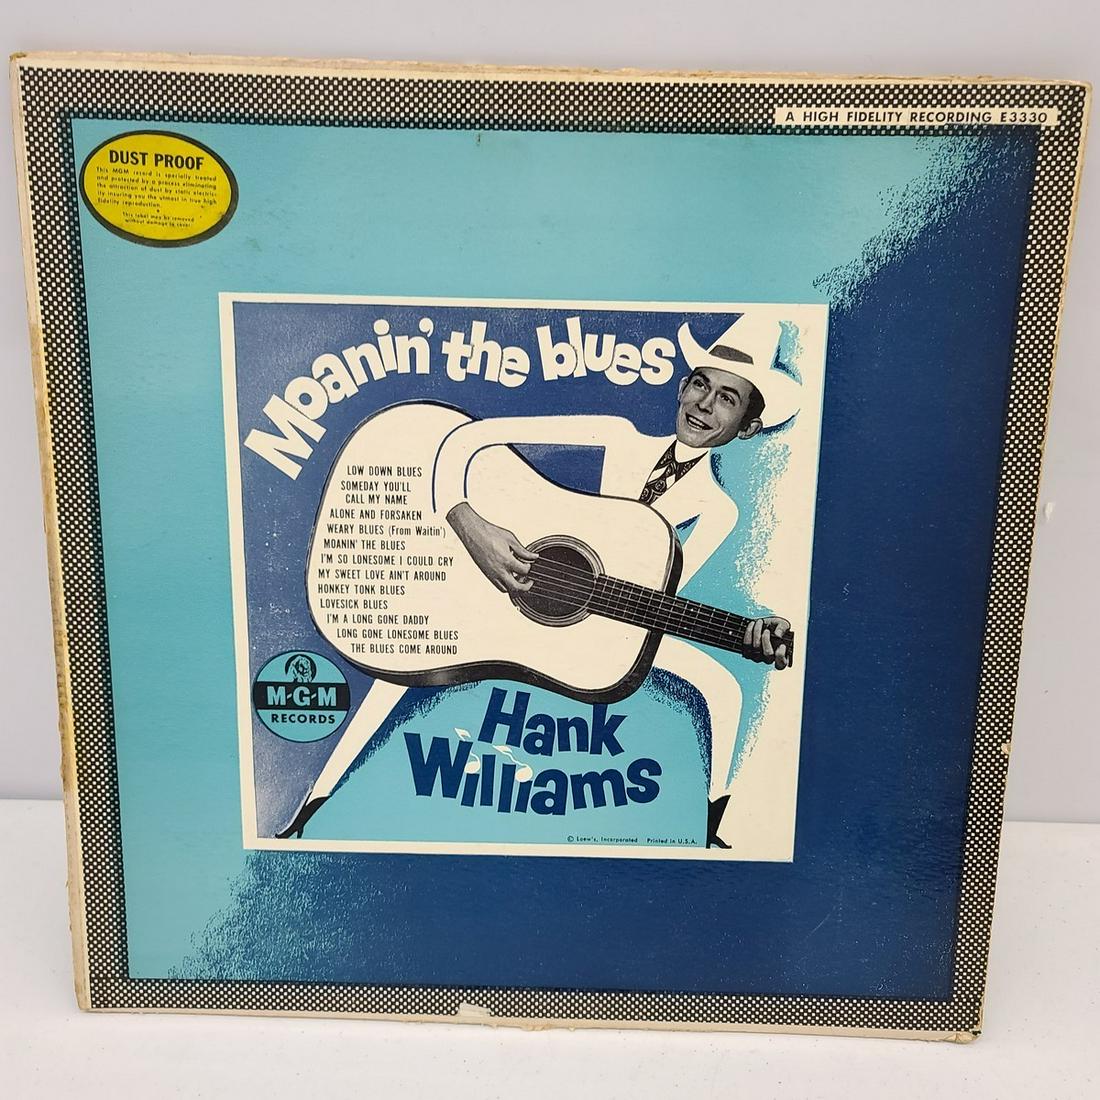 A HIGH FIDELITY RECORDING E3330
DUST PROOF
This MGM record is specially treated
and protected by a process eliminating
the attraction of dust by static electric-
ity insuring you the utmost in true high
fidelity reproduction.
This label may be removed
without damage to cover.
Moanin' the blues
LOW DOWN BLUES
SOMEDAY YOU'LL
CALL MY NAME
ALONE AND FORSAKEN
WEARY BLUES (From Waitin')
MOANIN' THE BLUES
I'M SO LONESOME I COULD CRY
MY SWEET LOVE AIN'T AROUND
HONKEY TONK BLUES
LOVESICK BLUES
I'M A LONG GONE DADDY
LONG GONE LONESOME BLUES
THE BLUES COME AROUND
M-G-M
RECORDS
Hank
Williams
© Loew's, Incorporated Printed in U.S.A.